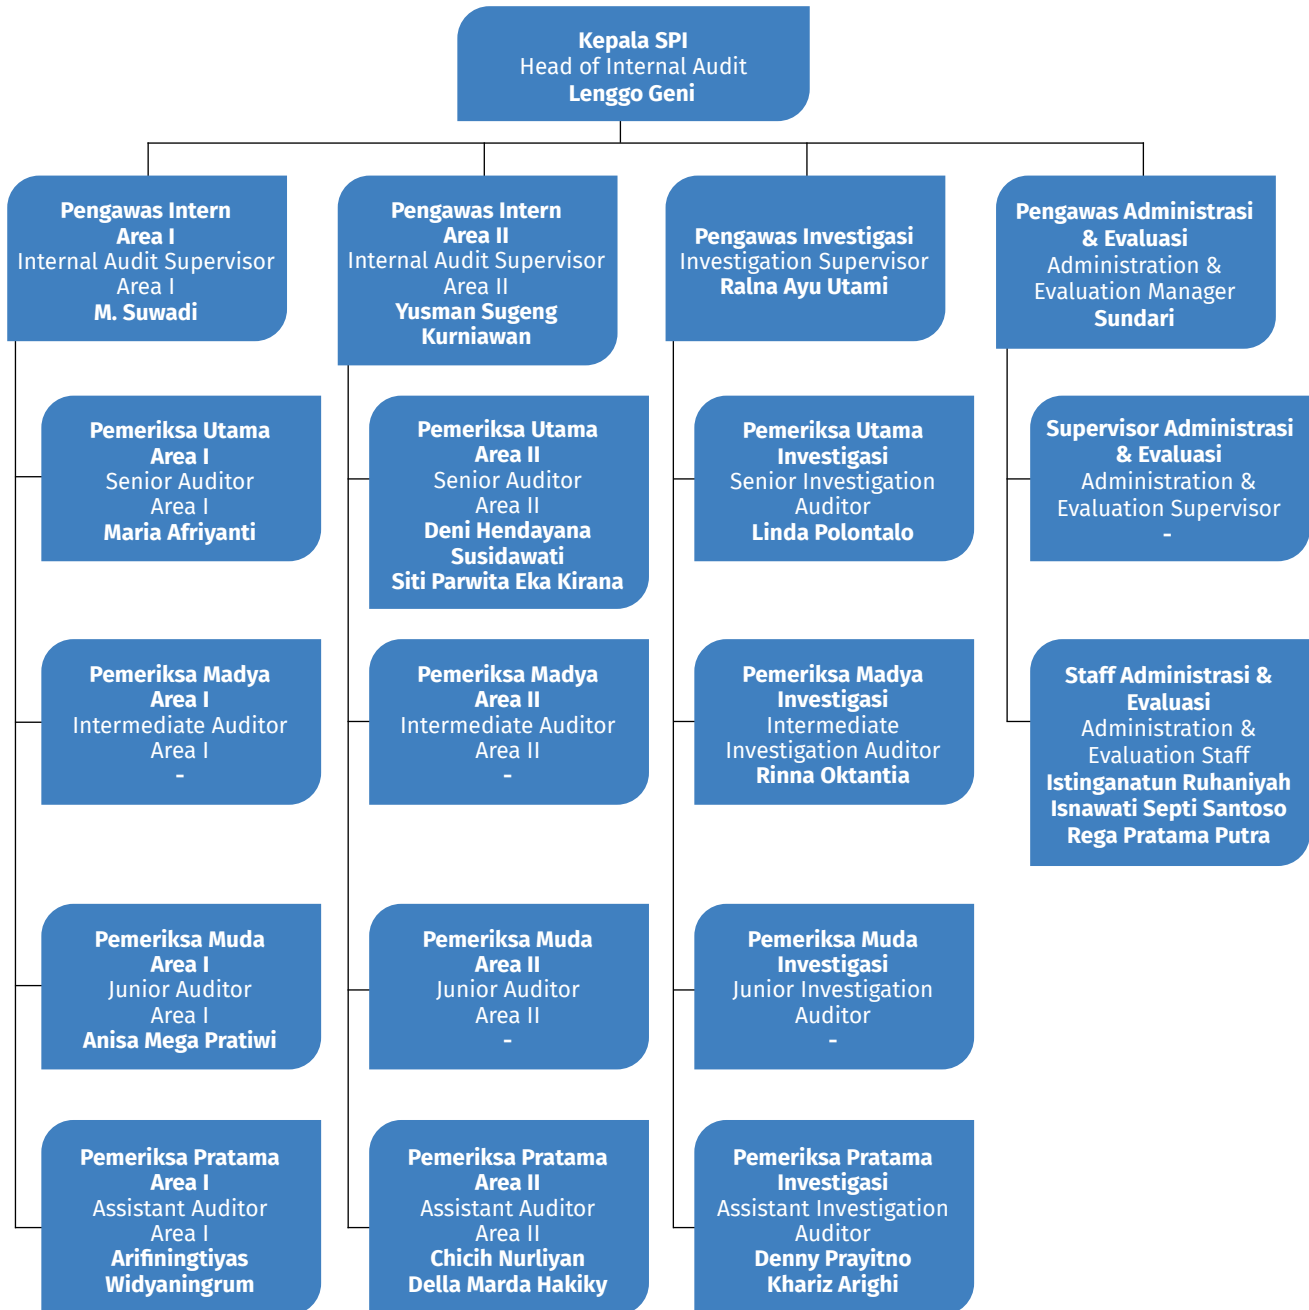 Kepala SPI
Head of Internal Audit
Lenggo Geni
Pengawas Intern
Area I
Internal Audit Supervisor
Area I
M. Suwadi
Pengawas Intern
Area II
Internal Audit Supervisor
Area II
Yusman Sugeng
Kurniawan
Pengawas Investigasi
Investigation Supervisor
Ralna Ayu Utami
Pengawas Administrasi
& Evaluasi
Administration &
Evaluation Manager
Sundari
Pemeriksa Utama
Area I
Senior Auditor
Area I
Maria Afriyanti
Pemeriksa Utama
Area II
Senior Auditor
Area II
Deni Hendayana
Susidawati
Siti Parwita Eka Kirana
Pemeriksa Utama
Investigasi
Senior Investigation
Auditor
Linda Polontalo
Supervisor Administrasi
& Evaluasi
Administration &
Evaluation Supervisor
-
Pemeriksa Madya
Area I
Intermediate Auditor
Area I
-
Pemeriksa Madya
Area II
Intermediate Auditor
Area II
-
Pemeriksa Madya
Investigasi
Intermediate
Investigation Auditor
Rinna Oktantia
Staff Administrasi &
Evaluasi
Administration &
Evaluation Staff
Istinganatun Ruhaniyah
Isnawati Septi Santoso
Rega Pratama Putra
Pemeriksa Muda
Area I
Junior Auditor
Area I
Anisa Mega Pratiwi
Pemeriksa Muda
Area II
Junior Auditor
Area II
-
Pemeriksa Muda
Investigasi
Junior Investigation
Auditor
-
Pemeriksa Pratama
Area I
Assistant Auditor
Area I
Arifiningtiyas
Widyaningrum
Pemeriksa Pratama
Area II
Assistant Auditor
Area II
Chicih Nurliyan
Della Marda Hakiky
Pemeriksa Pratama
Investigasi
Assistant Investigation
Auditor
Denny Prayitno
Khariz Arighi